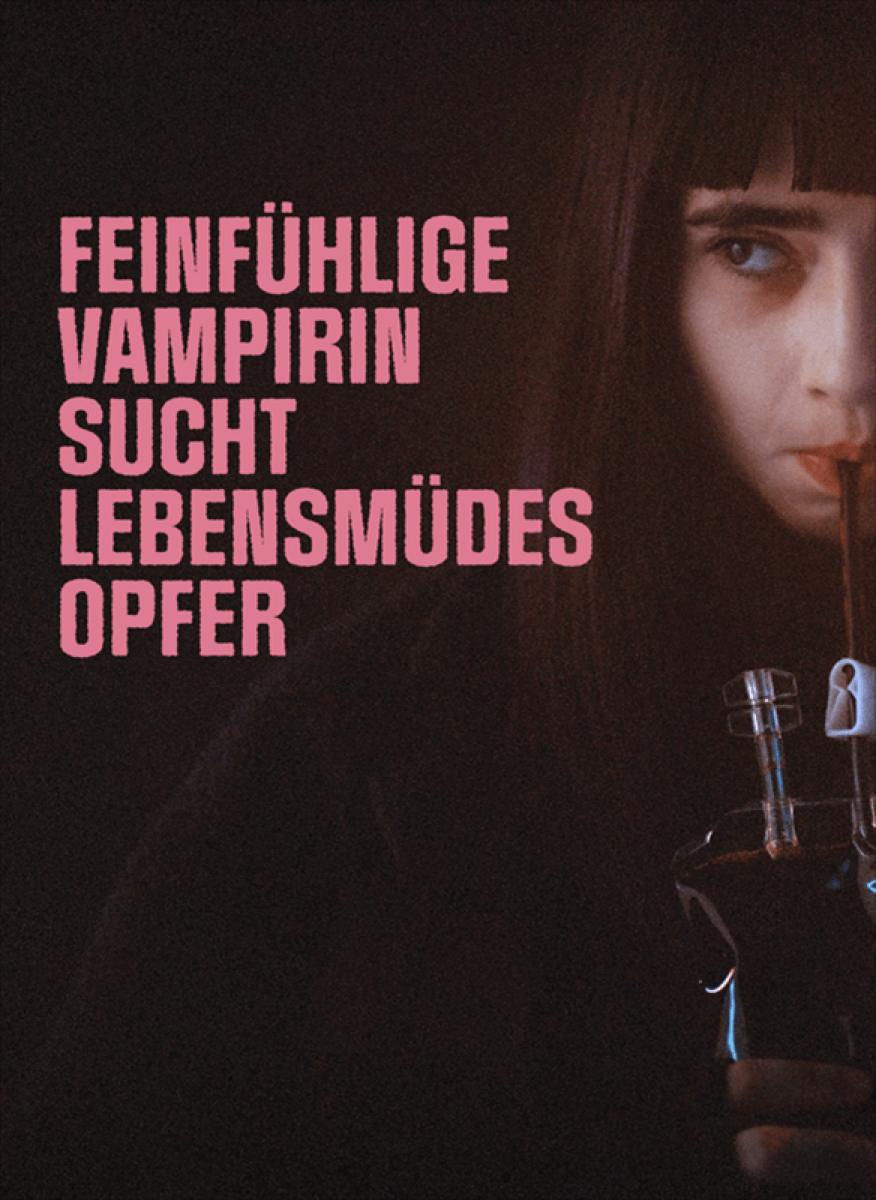 FEINFÜHLIGE
VAMPIRIN
SUCHT
LEBENSMÜDES
OPFER